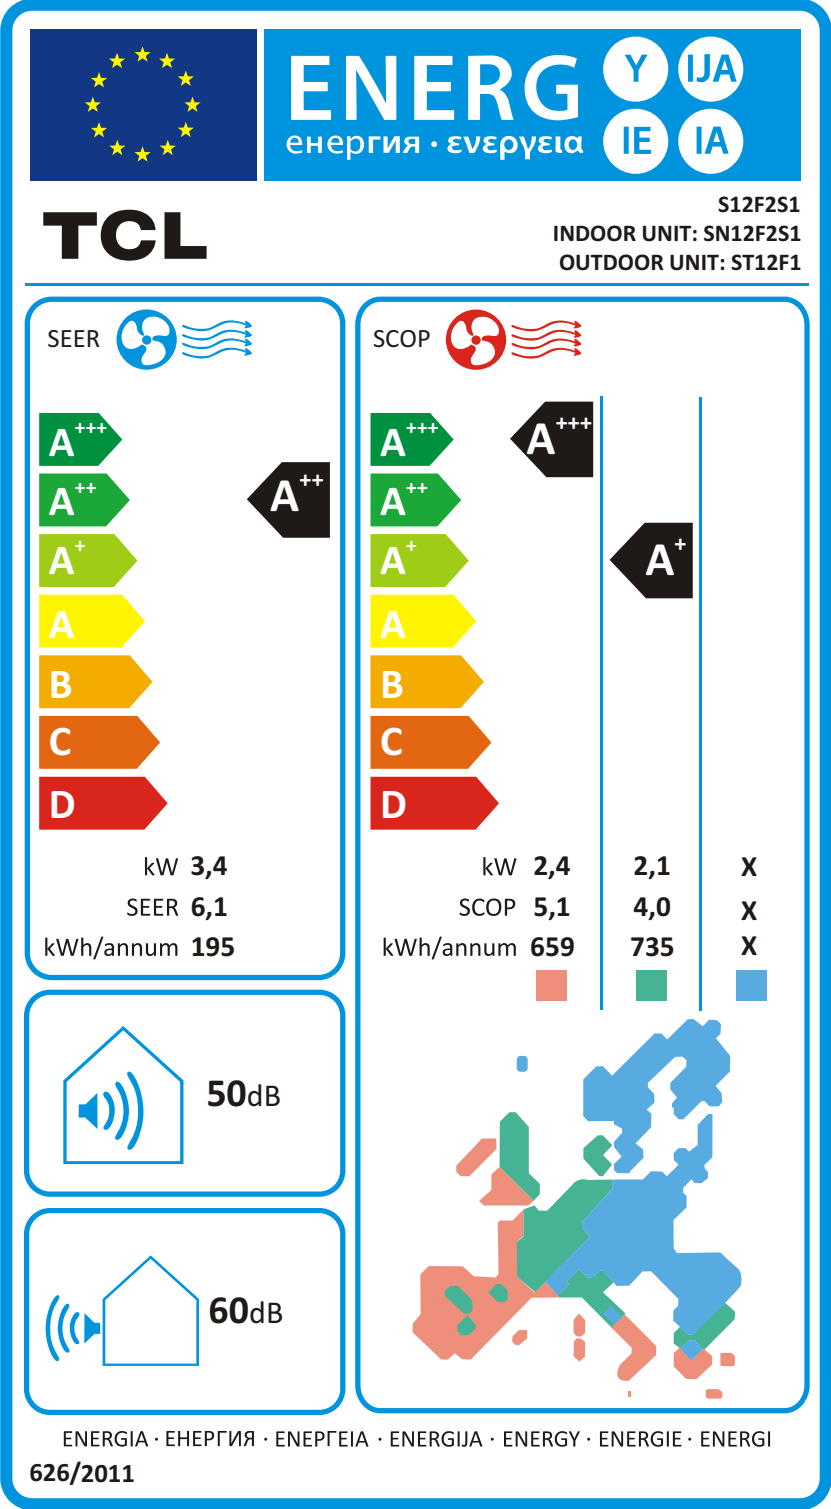 ENERG
енергия · ενεργεια
Y IJA
IE IA
TCL
S12F2S1
INDOOR UNIT: SN12F2S1
OUTDOOR UNIT: ST12F1
SEER
A+++
A++
A+
A
B
C
D
A++
kW 3,4
SEER 6,1
kWh/annum 195
SCOP
A+++
A++
A+
A
B
C
D
A+++
A+
kW 2,4 2,1 X
SCOP 5,1 4,0 X
kWh/annum 659 735 X
50dB
60dB
ENERGIA · ЕНЕРГИЯ · ΕΝΕΡΓΕΙΑ · ENERGIJA · ENERGY · ENERGIE · ENERGI
626/2011